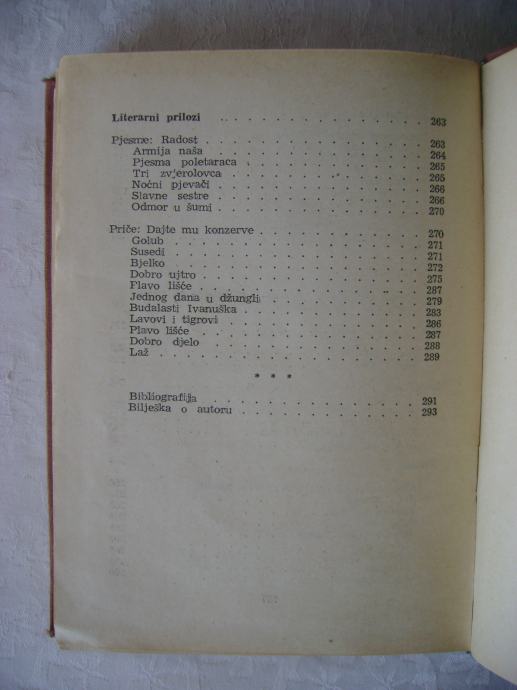 Literarni prilozi . . . . . . . . . . . . . . . . 263
Pjesme: Radost . . . . . . . . . . . . . . . . 263
Armija naša . . . . . . . . . . . . . . . . 264
Pjesma poletaraca . . . . . . . . . . . . . . 265
Tri zvjerolovca . . . . . . . . . . . . . . . 265
Noćni pjevači . . . . . . . . . . . . . . . . 266
Slavne sestre . . . . . . . . . . . . . . . . 266
Odmor u šumi . . . . . . . . . . . . . . . . 270
Priče: Dajte mu konzerve . . . . . . . . . . . . 270
Golub . . . . . . . . . . . . . . . . . . . 271
Susedi . . . . . . . . . . . . . . . . . . . 271
Bjelko . . . . . . . . . . . . . . . . . . . 272
Dobro ujtro . . . . . . . . . . . . . . . . 275
Flavo lišće . . . . . . . . . . . . . . . . . 287
Jednog dana u džungli . . . . . . . . . . . . 279
Budalasti Ivanuška . . . . . . . . . . . . . 283
Lavovi i tigrovi . . . . . . . . . . . . . . . 286
Plavo lišće . . . . . . . . . . . . . . . . . 287
Dobro djelo . . . . . . . . . . . . . . . . 288
Laž . . . . . . . . . . . . . . . . . . . . 289
* * *
Bibliografija . . . . . . . . . . . . . . . . 291
Bilješka o autoru . . . . . . . . . . . . . . 293